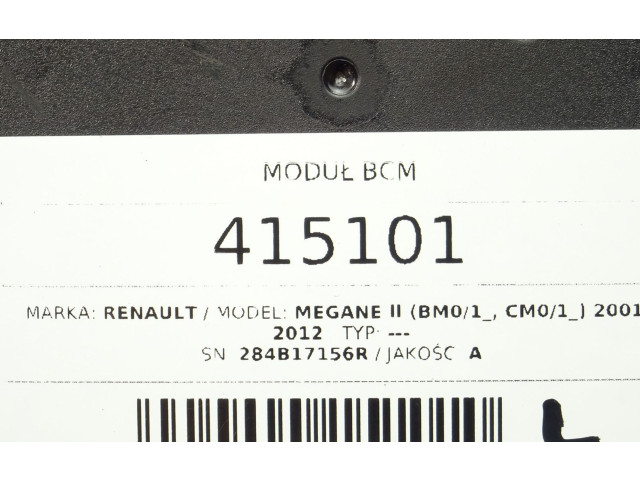 MODUŁ BCM
415101
MARKA: RENAULT / MODEL: MEGANE II (BM0/1_, CM0/1_) 2001
2012 TYP: ---
SN 284B17156R / JAKOŚĆ A